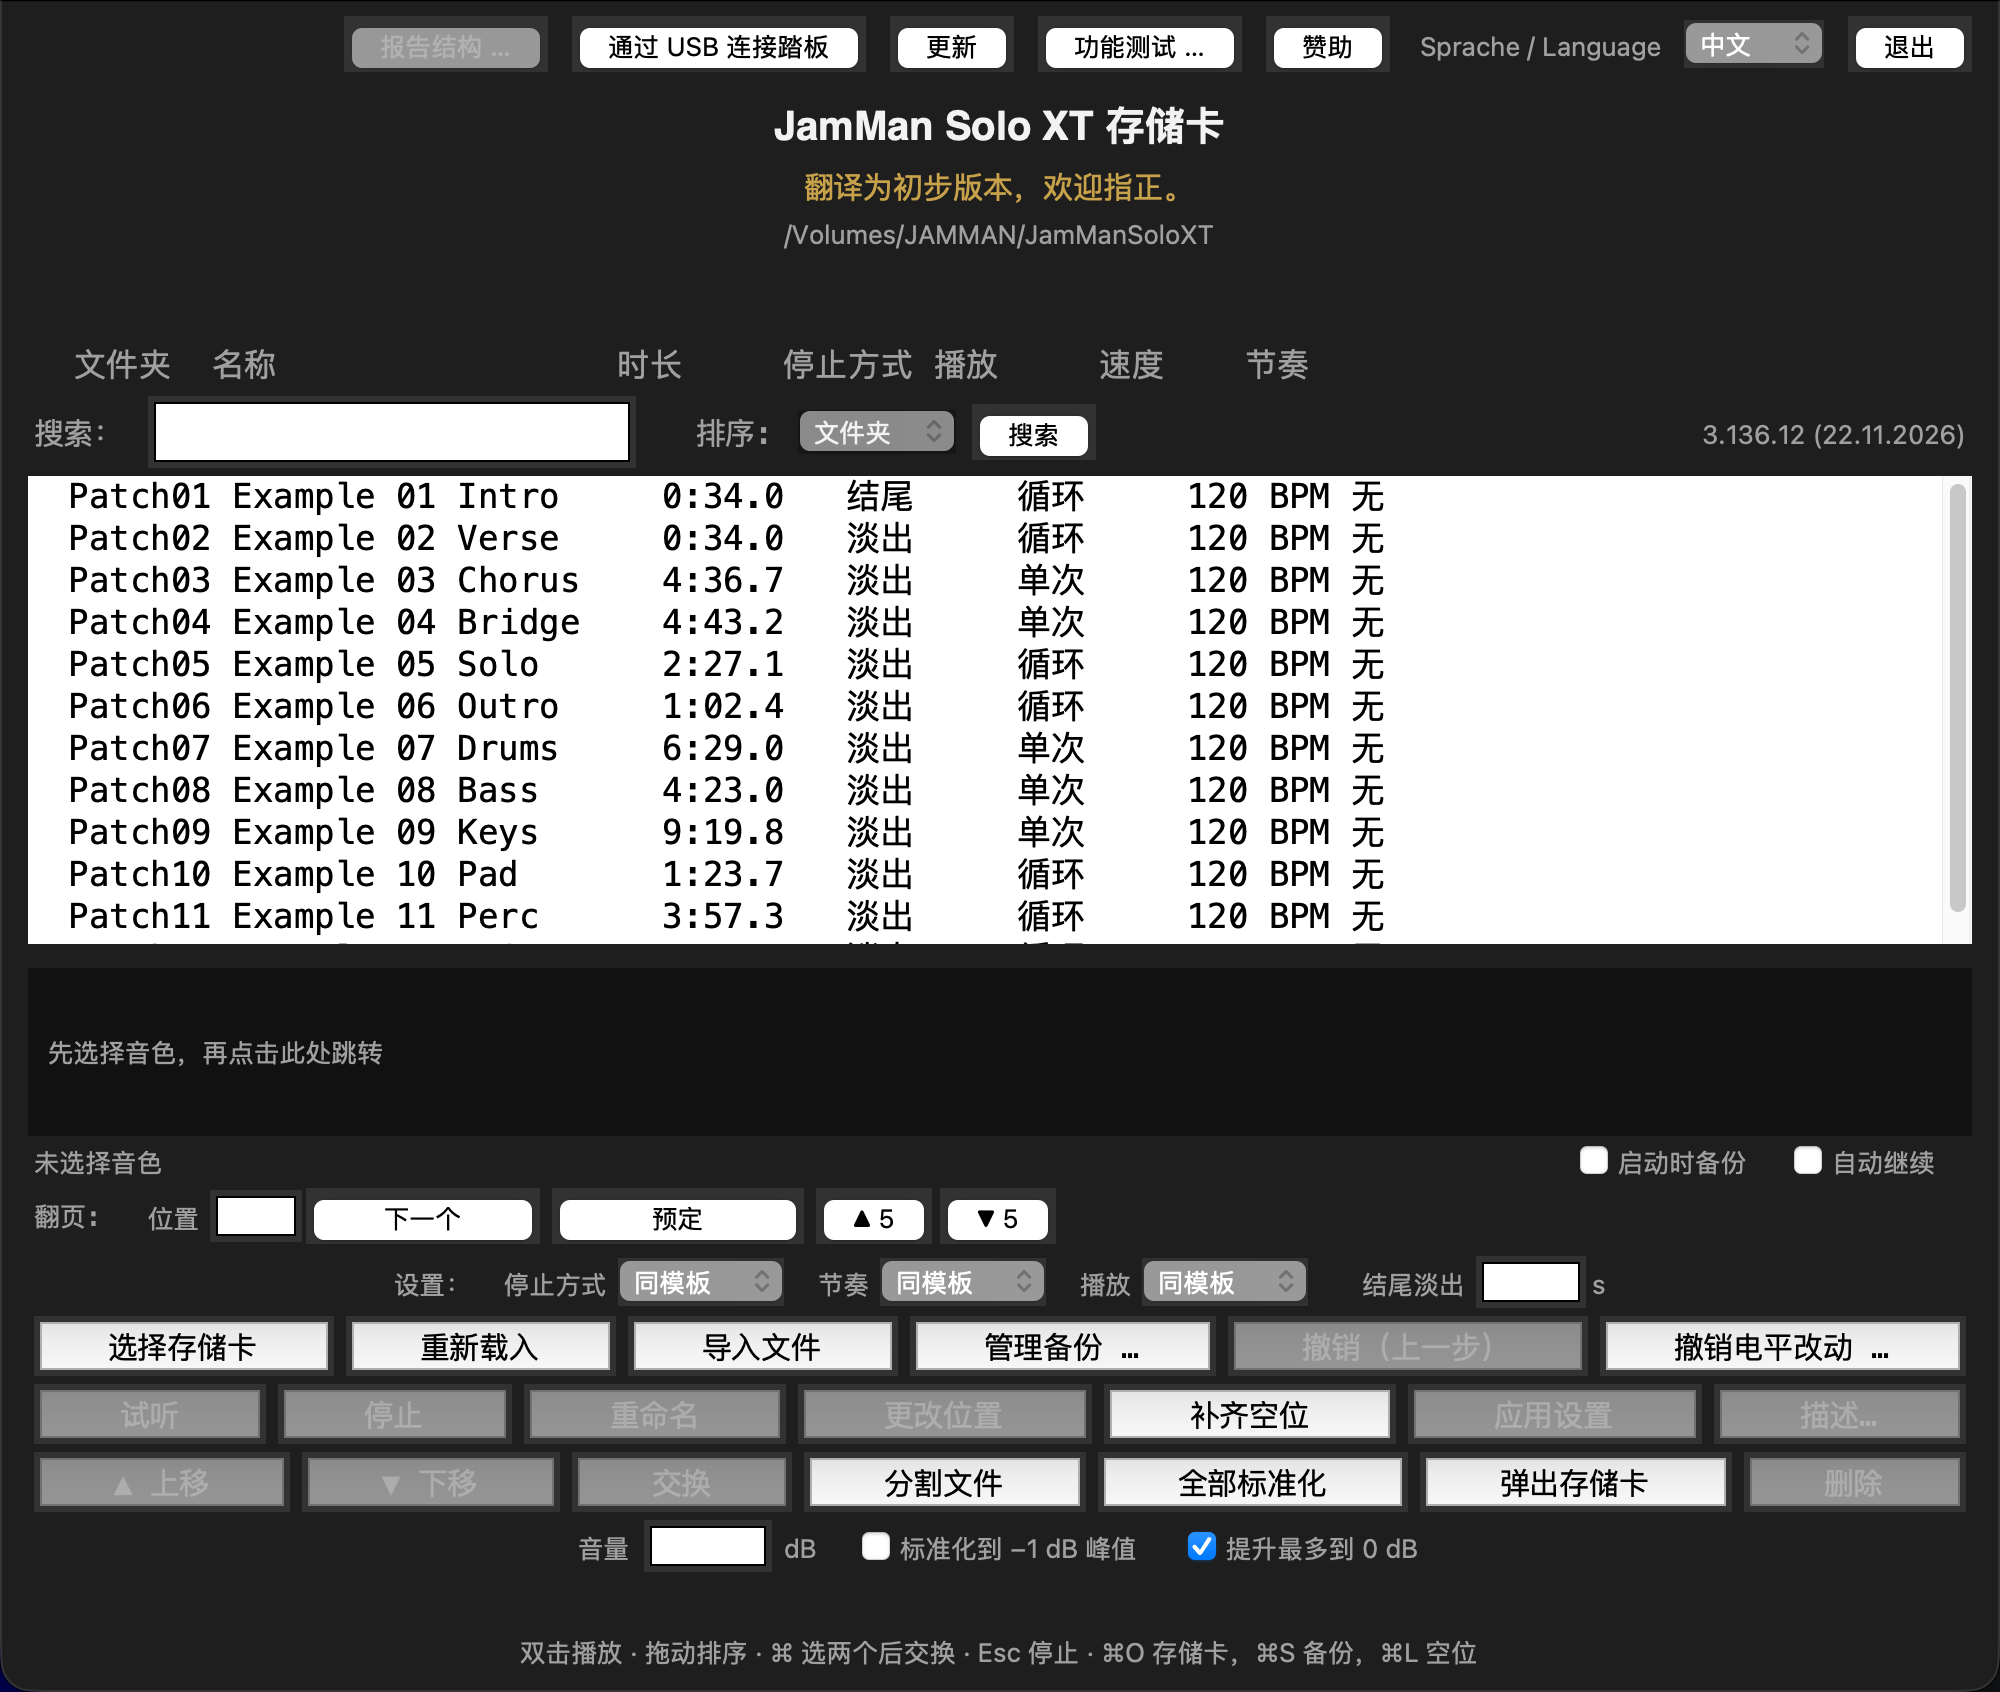 报告结构 ... 通过 USB 连接踏板 更新 功能测试 ... 赞助 Sprache / Language 中文 退出
JamMan Solo XT 存储卡
翻译为初步版本，欢迎指正。
/Volumes/JAMMAN/JamManSoloXT
文件夹 名称 时长 停止方式 播放 速度 节奏
搜索： 排序： 文件夹 搜索 3.136.12 (22.11.2026)
Patch01 Example 01 Intro 0:34.0 结尾 循环 120 BPM 无
Patch02 Example 02 Verse 0:34.0 淡出 循环 120 BPM 无
Patch03 Example 03 Chorus 4:36.7 淡出 单次 120 BPM 无
Patch04 Example 04 Bridge 4:43.2 淡出 单次 120 BPM 无
Patch05 Example 05 Solo 2:27.1 淡出 循环 120 BPM 无
Patch06 Example 06 Outro 1:02.4 淡出 循环 120 BPM 无
Patch07 Example 07 Drums 6:29.0 淡出 单次 120 BPM 无
Patch08 Example 08 Bass 4:23.0 淡出 单次 120 BPM 无
Patch09 Example 09 Keys 9:19.8 淡出 单次 120 BPM 无
Patch10 Example 10 Pad 1:23.7 淡出 循环 120 BPM 无
Patch11 Example 11 Perc 3:57.3 淡出 循环 120 BPM 无
先选择音色，再点击此处跳转
未选择音色 启动时备份 自动继续
翻页： 位置 下一个 预定 ▲ 5 ▼ 5
设置： 停止方式 同模板 节奏 同模板 播放 同模板 结尾淡出 s
选择存储卡 重新载入 导入文件 管理备份 … 撤销（上一步） 撤销电平改动 …
试听 停止 重命名 更改位置 补齐空位 应用设置 描述…
▲ 上移 ▼ 下移 交换 分割文件 全部标准化 弹出存储卡 删除
音量 dB 标准化到 −1 dB 峰值 提升最多到 0 dB
双击播放 · 拖动排序 · ⌘ 选两个后交换 · Esc 停止 · ⌘O 存储卡，⌘S 备份，⌘L 空位